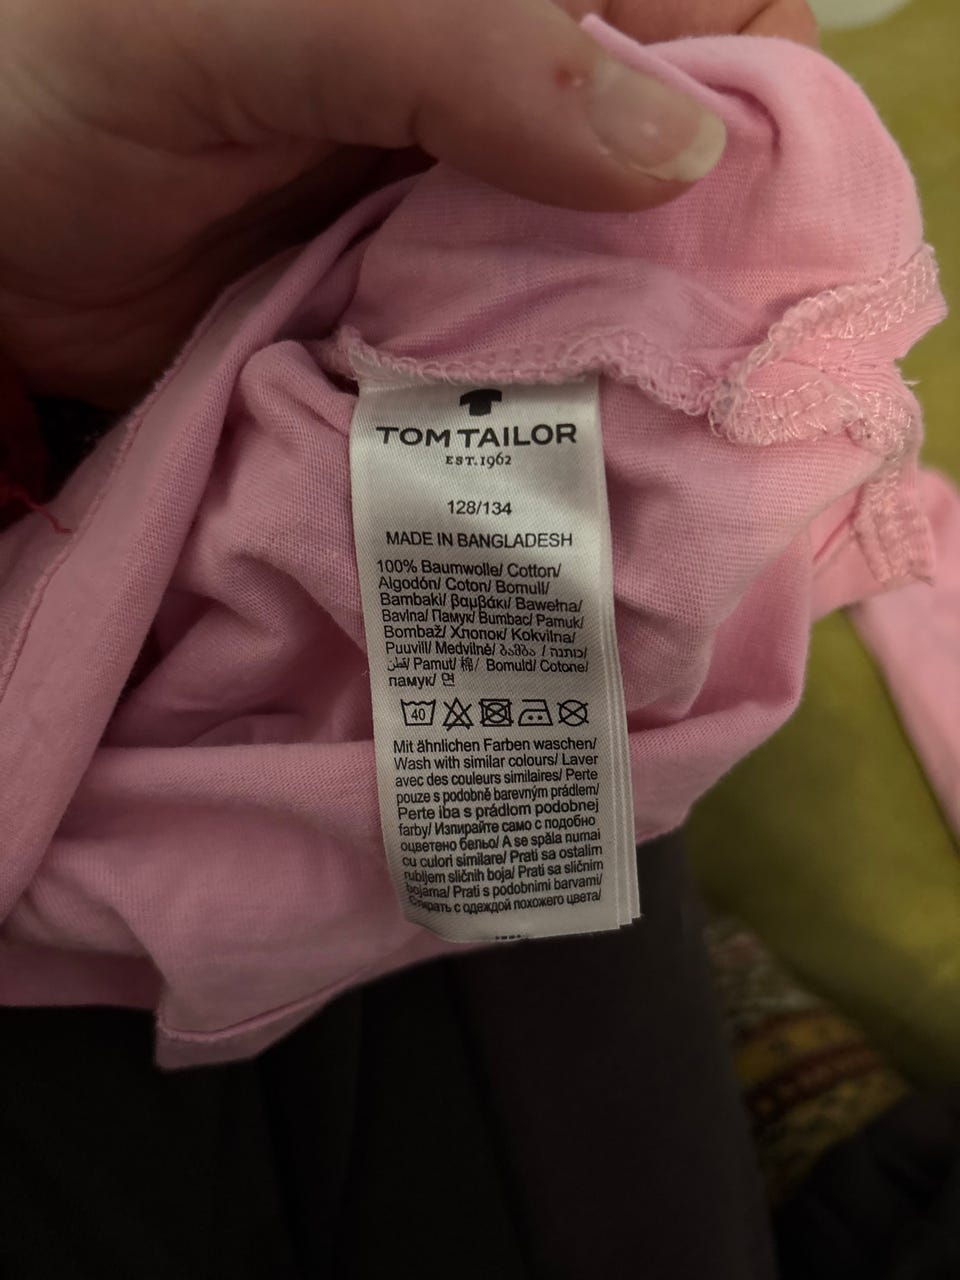 TOM TAILOR
EST.1962
128/134
MADE IN BANGLADESH
100% Baumwolle/ Cotton/
Algodón/ Coton/ Bomull/
Bambaki/ βαμβάκι/ Bawełna/
Bavlna/ Памук/ Bumbac/ Pamuk/
Bombaž/ Хлопок/ Kokvilna/
Puuvill/ Medvilnė/ ბამბა / כותנה/
قطن/ Pamut/ 棉/ Bomuld/ Cotone/
памук/ 면
40
Mit ähnlichen Farben waschen/
Wash with similar colours/ Laver
avec des couleurs similaires/ Perte
pouze s podobně barevným prádlem/
Perte iba s prádlom podobnej
farby/ Изпирайте само с подобно
оцветено бельо/ A se spăla numai
cu culori similare/ Prati sa ostalim
rubljem sličnih boja/ Prati sa sličnim
bojama/ Prati s podobnimi barvami/
Стирать с одеждой похожего цвета/